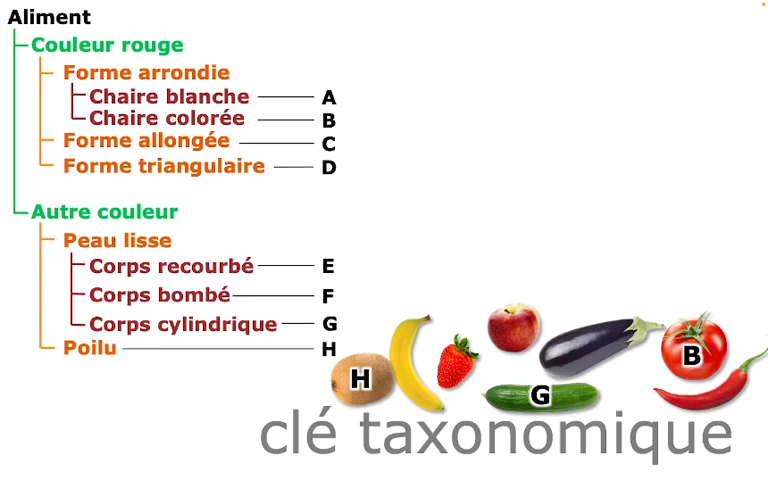 Aliment
Couleur rouge
Forme arrondie
Chaire blanche A
Chaire colorée B
Forme allongée C
Forme triangulaire D
Autre couleur
Peau lisse
Corps recourbé E
Corps bombé F
Corps cylindrique G
Poilu H
B
H
G
clé taxonomique